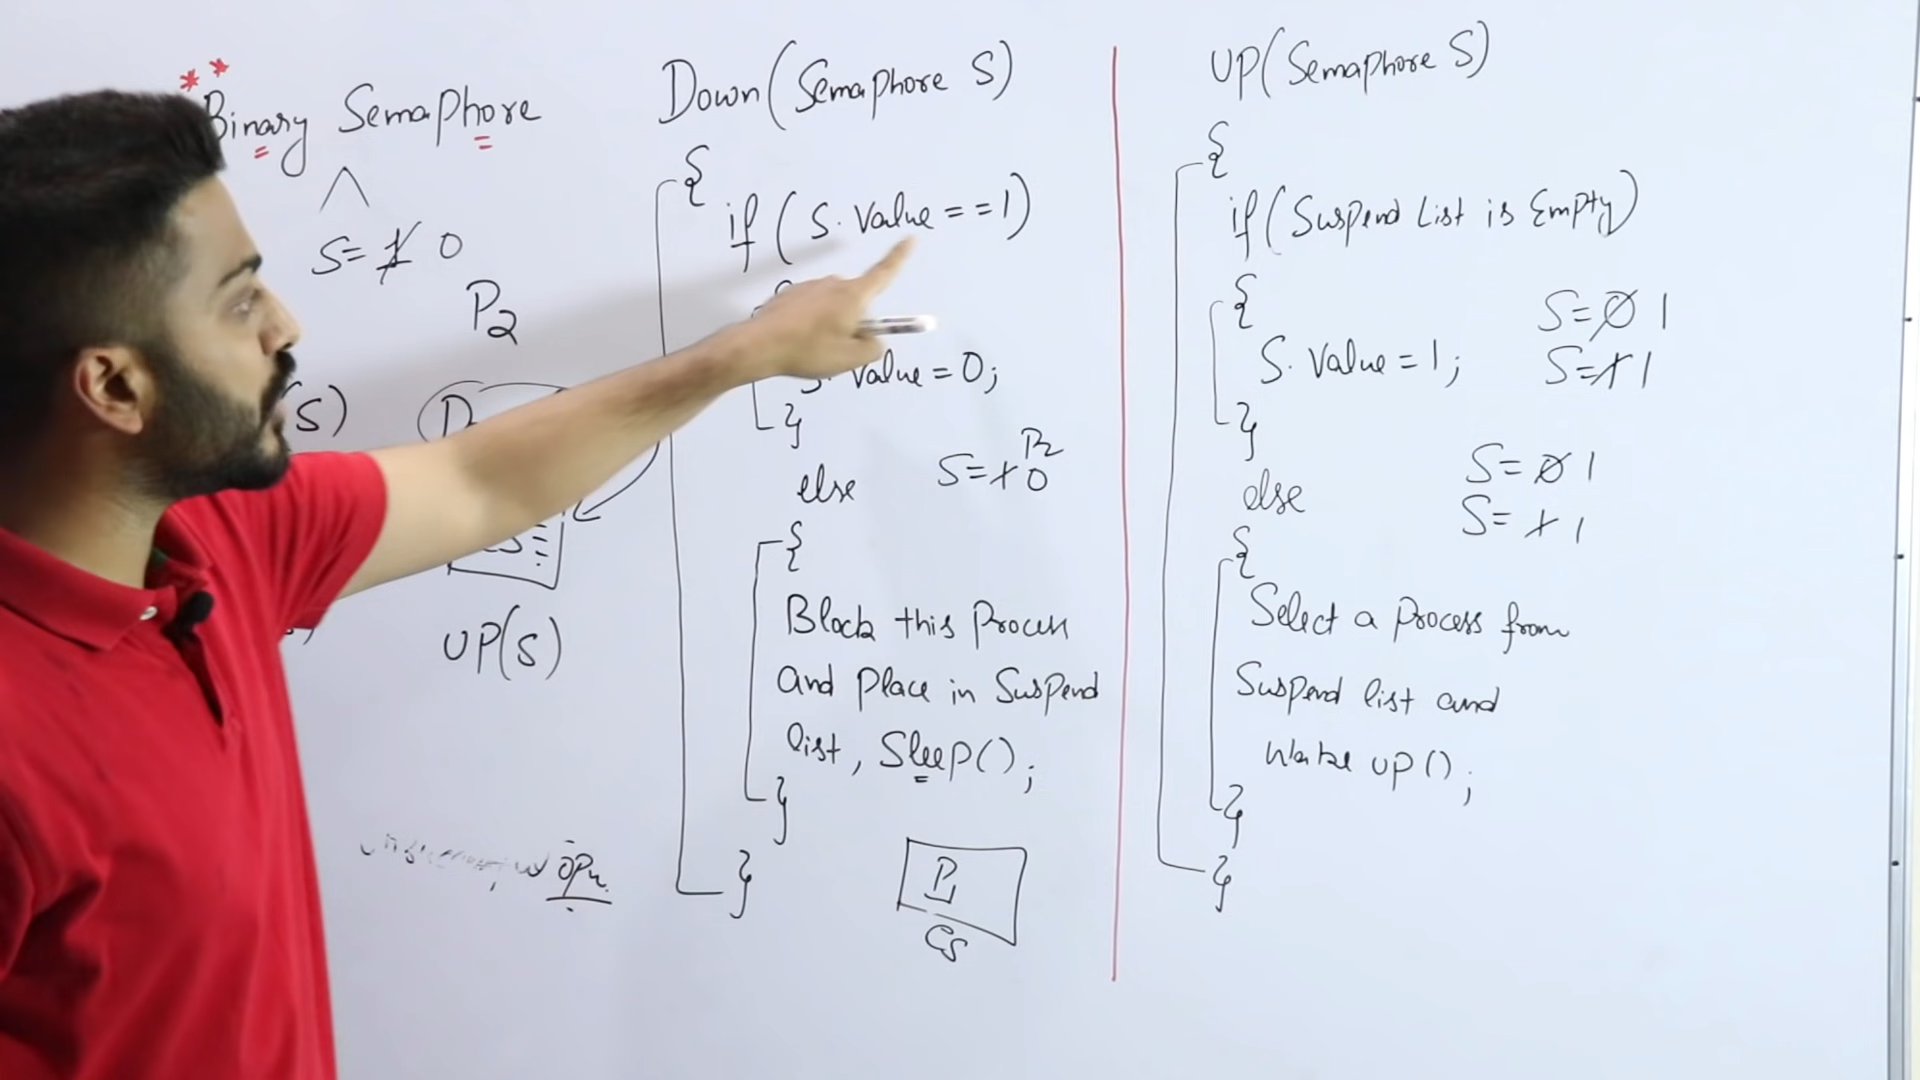 ** Binary Semaphore
S= 1 0
P2
(S)
UP(S)
opn.
Down(Semaphore S)
{
if (S. Value==1)
{
S. Value = 0;
}
else
S= 1 0 P2
{
Block this Process
and Place in Suspend
list, Sleep();
}
}
P1
CS
UP(Semaphore S)
{
if(Suspend List is Empty)
{
S. Value = 1;
}
S=0 1
S=1 1
else
S= 0 1
S= 1 1
{
Select a Process from
Suspend list and
Wake up();
}
}